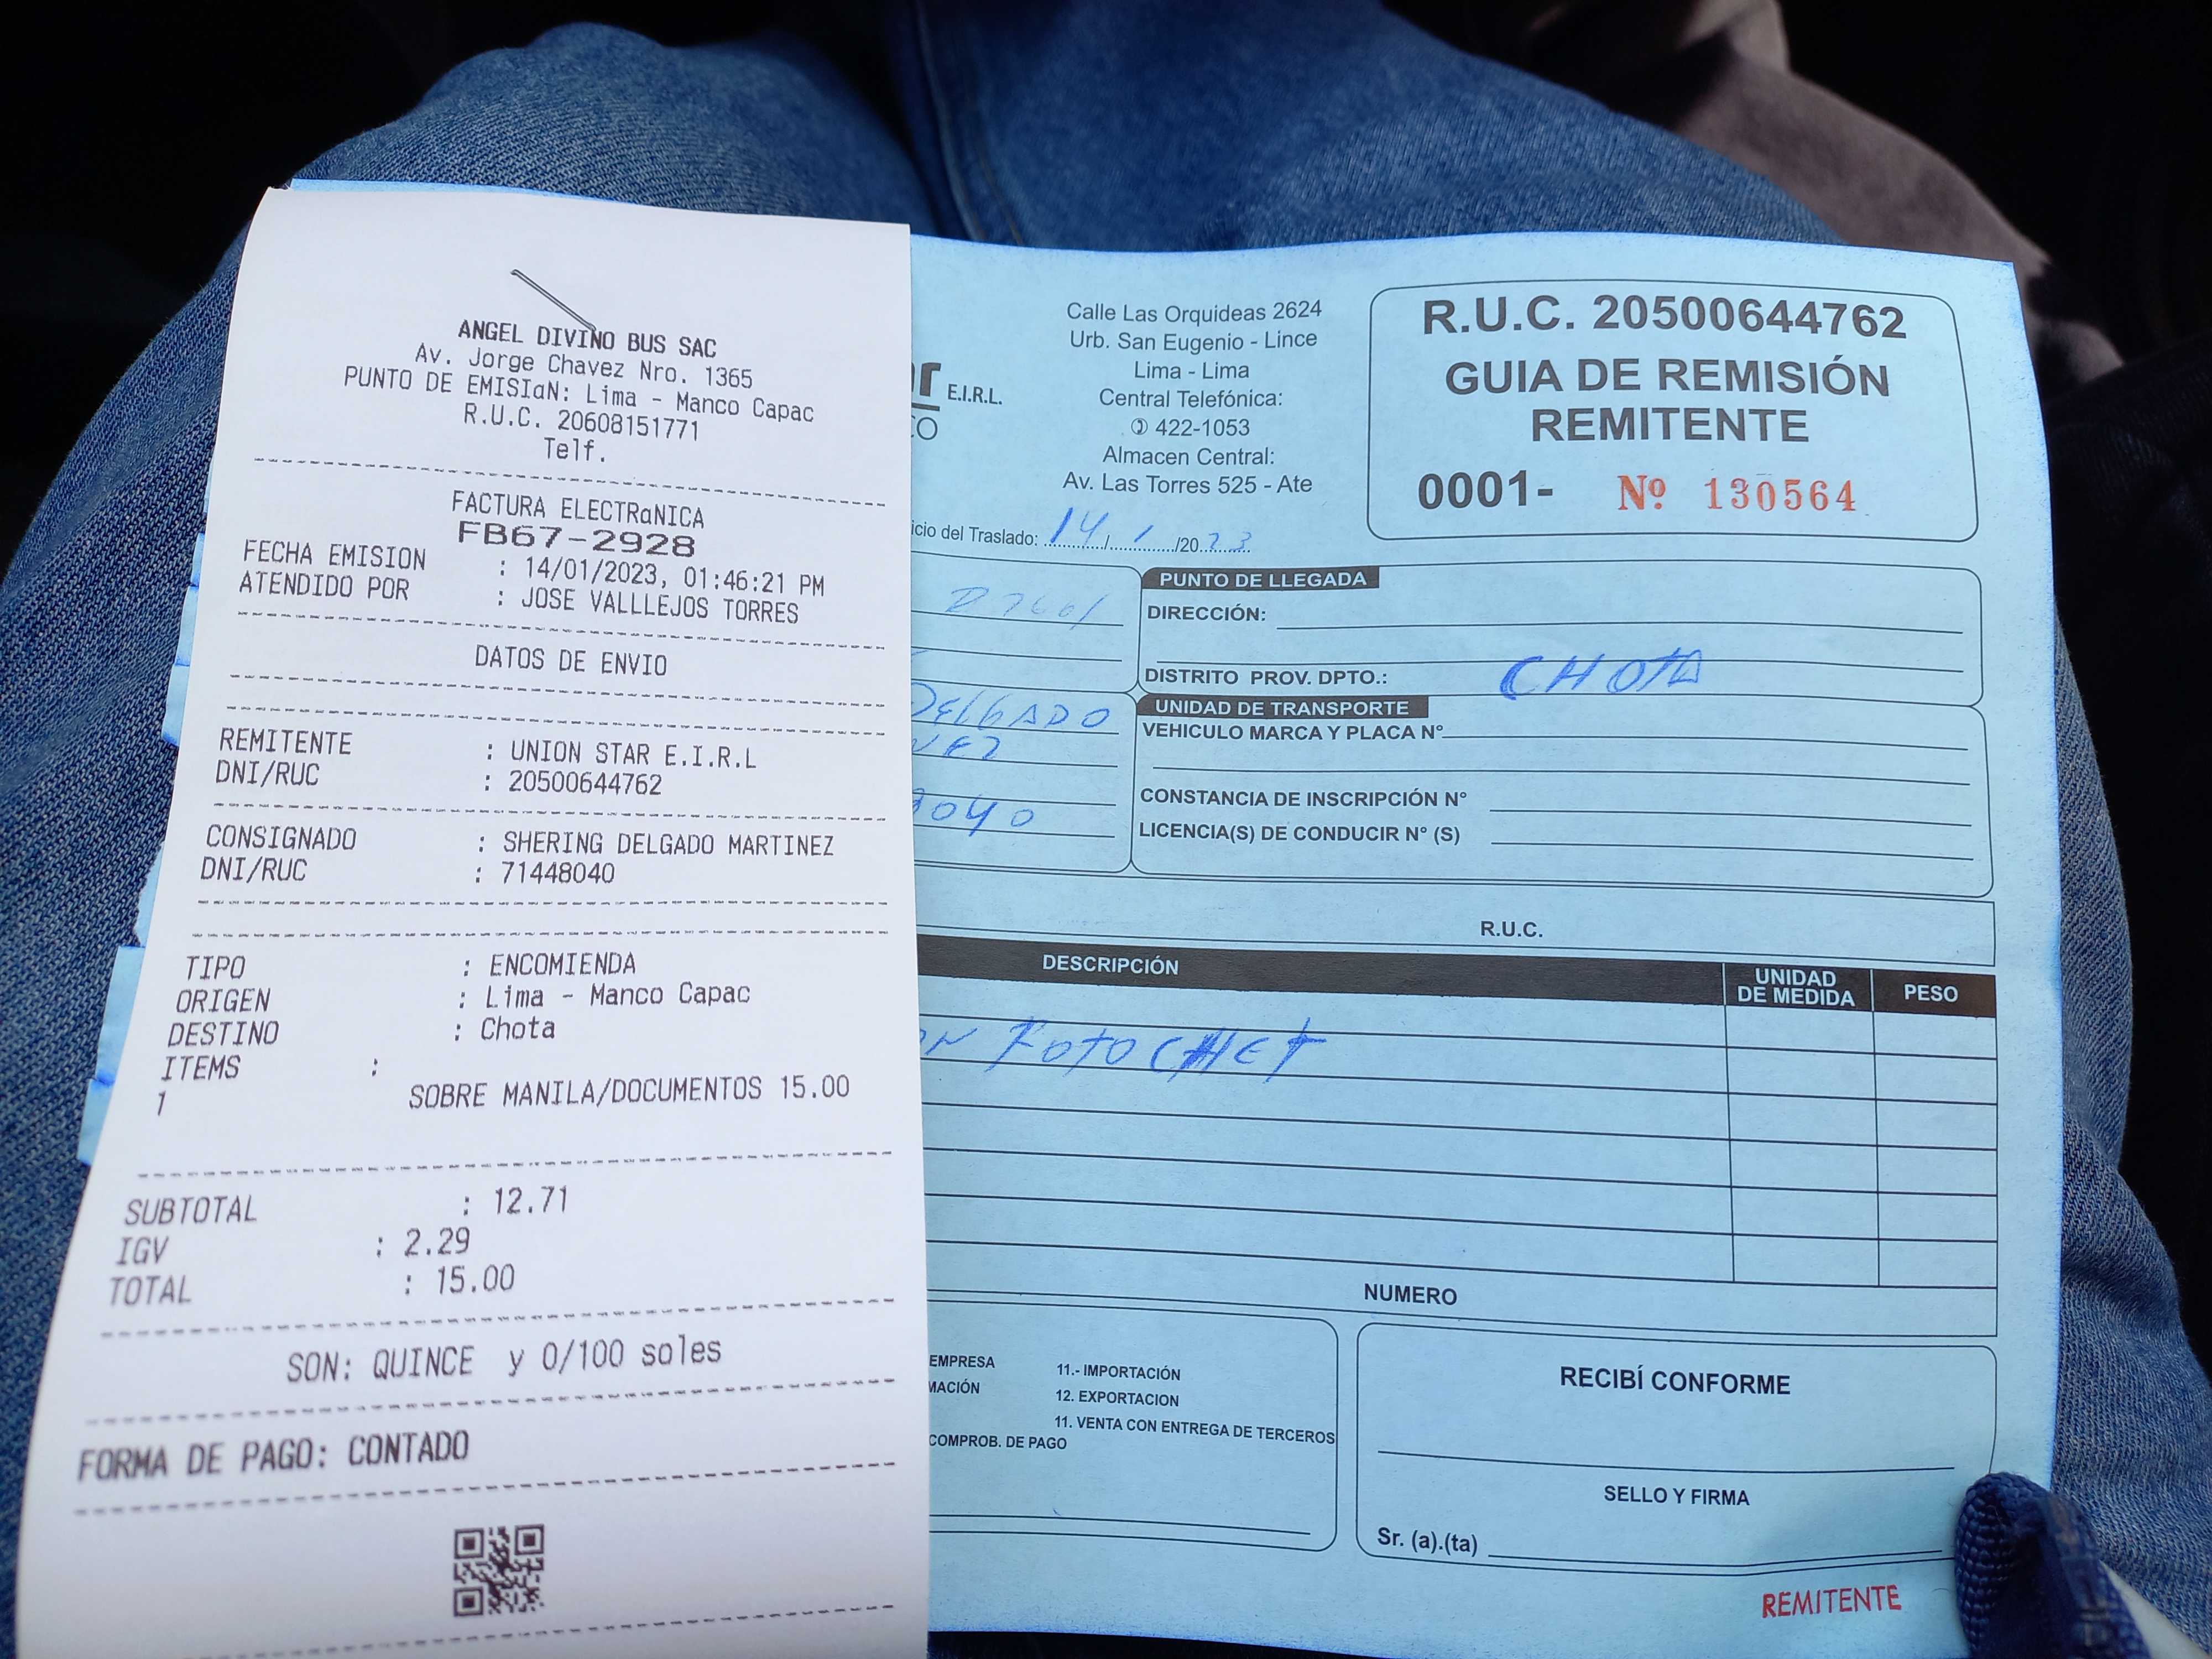 ANGEL DIVINO BUS SAC
Av. Jorge Chavez Nro. 1365
PUNTO DE EMISIαN: Lima - Manco Capac
R.U.C. 20608151771
Telf.
FACTURA ELECTRαNICA
FB67-2928
FECHA EMISION : 14/01/2023, 01:46:21 PM
ATENDIDO POR : JOSE VALLLEJOS TORRES
DATOS DE ENVIO
REMITENTE : UNION STAR E.I.R.L
DNI/RUC : 20500644762
CONSIGNADO : SHERING DELGADO MARTINEZ
DNI/RUC : 71448040
TIPO : ENCOMIENDA
ORIGEN : Lima - Manco Capac
DESTINO : Chota
ITEMS :
1 SOBRE MANILA/DOCUMENTOS 15.00
SUBTOTAL : 12.71
IGV : 2.29
TOTAL : 15.00
SON: QUINCE y 0/100 soles
FORMA DE PAGO: CONTADO
E.I.R.L.
Calle Las Orquideas 2624
Urb. San Eugenio - Lince
Lima - Lima
Central Telefónica:
422-1053
Almacen Central:
Av. Las Torres 525 - Ate
R.U.C. 20500644762
GUIA DE REMISIÓN
REMITENTE
0001- Nº 130564
icio del Traslado: 14/1/2023
PUNTO DE LLEGADA
DIRECCIÓN:
DISTRITO PROV. DPTO.: CHOTA
DELGADO
UNIDAD DE TRANSPORTE
VEHICULO MARCA Y PLACA N°
CONSTANCIA DE INSCRIPCIÓN N°
LICENCIA(S) DE CONDUCIR N° (S)
8040
R.U.C.
DESCRIPCIÓN UNIDAD DE MEDIDA PESO
FOTOCHET
NUMERO
EMPRESA
MACIÓN
COMPROB. DE PAGO
11.- IMPORTACIÓN
12. EXPORTACION
11. VENTA CON ENTREGA DE TERCEROS
RECIBÍ CONFORME
SELLO Y FIRMA
Sr. (a).(ta)
REMITENTE